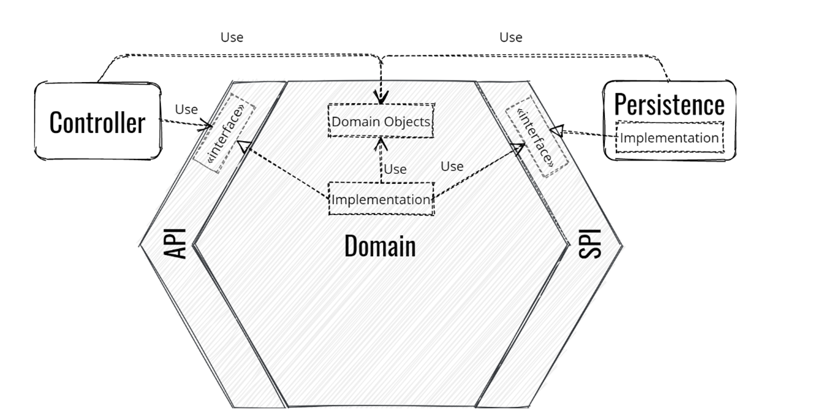 Use
Use
Controller
Use
«interface»
Domain Objects
«interface»
Persistence
Implementation
Use
Use
Implementation
API
Domain
SPI